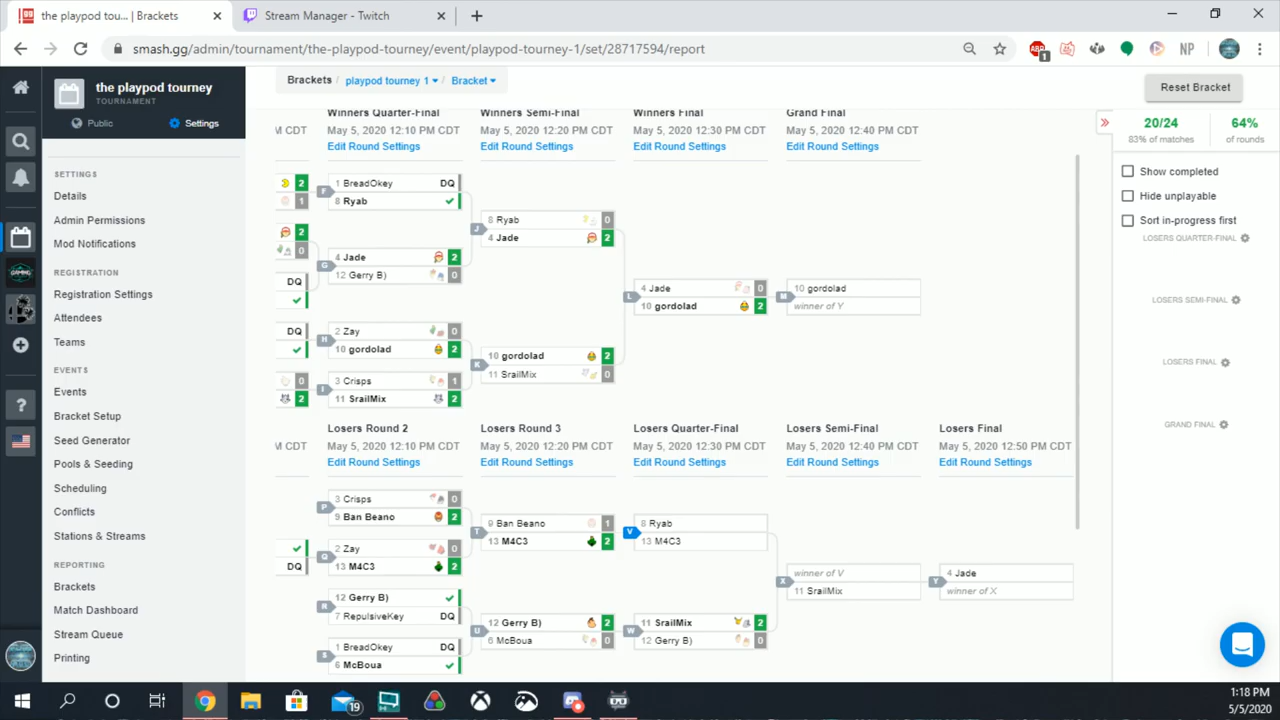 the playpod tou... | Brackets
Stream Manager - Twitch
smash.gg/admin/tournament/the-playpod-tourney/event/playpod-tourney-1/set/28717594/report
ABP
1
NP
the playpod tourney
TOURNAMENT
Public
Settings
SETTINGS
Details
Admin Permissions
Mod Notifications
REGISTRATION
Registration Settings
Attendees
Teams
EVENTS
Events
Bracket Setup
Seed Generator
Pools & Seeding
Scheduling
Conflicts
Stations & Streams
REPORTING
Brackets
Match Dashboard
Stream Queue
Printing
Brackets / playpod tourney 1 / Bracket
Reset Bracket
Winners Quarter-Final Winners Semi-Final Winners Final Grand Final
M CDT May 5, 2020 12:10 PM CDT May 5, 2020 12:20 PM CDT May 5, 2020 12:30 PM CDT May 5, 2020 12:40 PM CDT
Edit Round Settings Edit Round Settings Edit Round Settings Edit Round Settings
2
1
2
0
DQ
DQ
0
2
F
1 BreadOkey DQ
8 Ryab
G
4 Jade 2
12 Gerry B) 0
H
2 Zay 0
10 gordolad 2
I
3 Crisps 1
11 SrailMix 2
J
8 Ryab 0
4 Jade 2
K
10 gordolad 2
11 SrailMix 0
L
4 Jade 0
10 gordolad 2
M
10 gordolad
winner of Y
Losers Round 2 Losers Round 3 Losers Quarter-Final Losers Semi-Final Losers Final
M CDT May 5, 2020 12:10 PM CDT May 5, 2020 12:20 PM CDT May 5, 2020 12:30 PM CDT May 5, 2020 12:40 PM CDT May 5, 2020 12:50 PM CDT
Edit Round Settings Edit Round Settings Edit Round Settings Edit Round Settings Edit Round Settings
DQ
P
3 Crisps 0
9 Ban Beano 2
Q
2 Zay 0
13 M4C3 2
R
12 Gerry B)
7 RepulsiveKey DQ
S
1 BreadOkey DQ
6 McBoua
T
9 Ban Beano 1
13 M4C3 2
U
12 Gerry B) 2
6 McBoua 0
V
8 Ryab
13 M4C3
W
11 SrailMix 2
12 Gerry B) 0
X
winner of V
11 SrailMix
Y
4 Jade
winner of X
20/24 64%
83% of matches of rounds
Show completed
Hide unplayable
Sort in-progress first
LOSERS QUARTER-FINAL
LOSERS SEMI-FINAL
LOSERS FINAL
GRAND FINAL
19
1:18 PM
5/5/2020